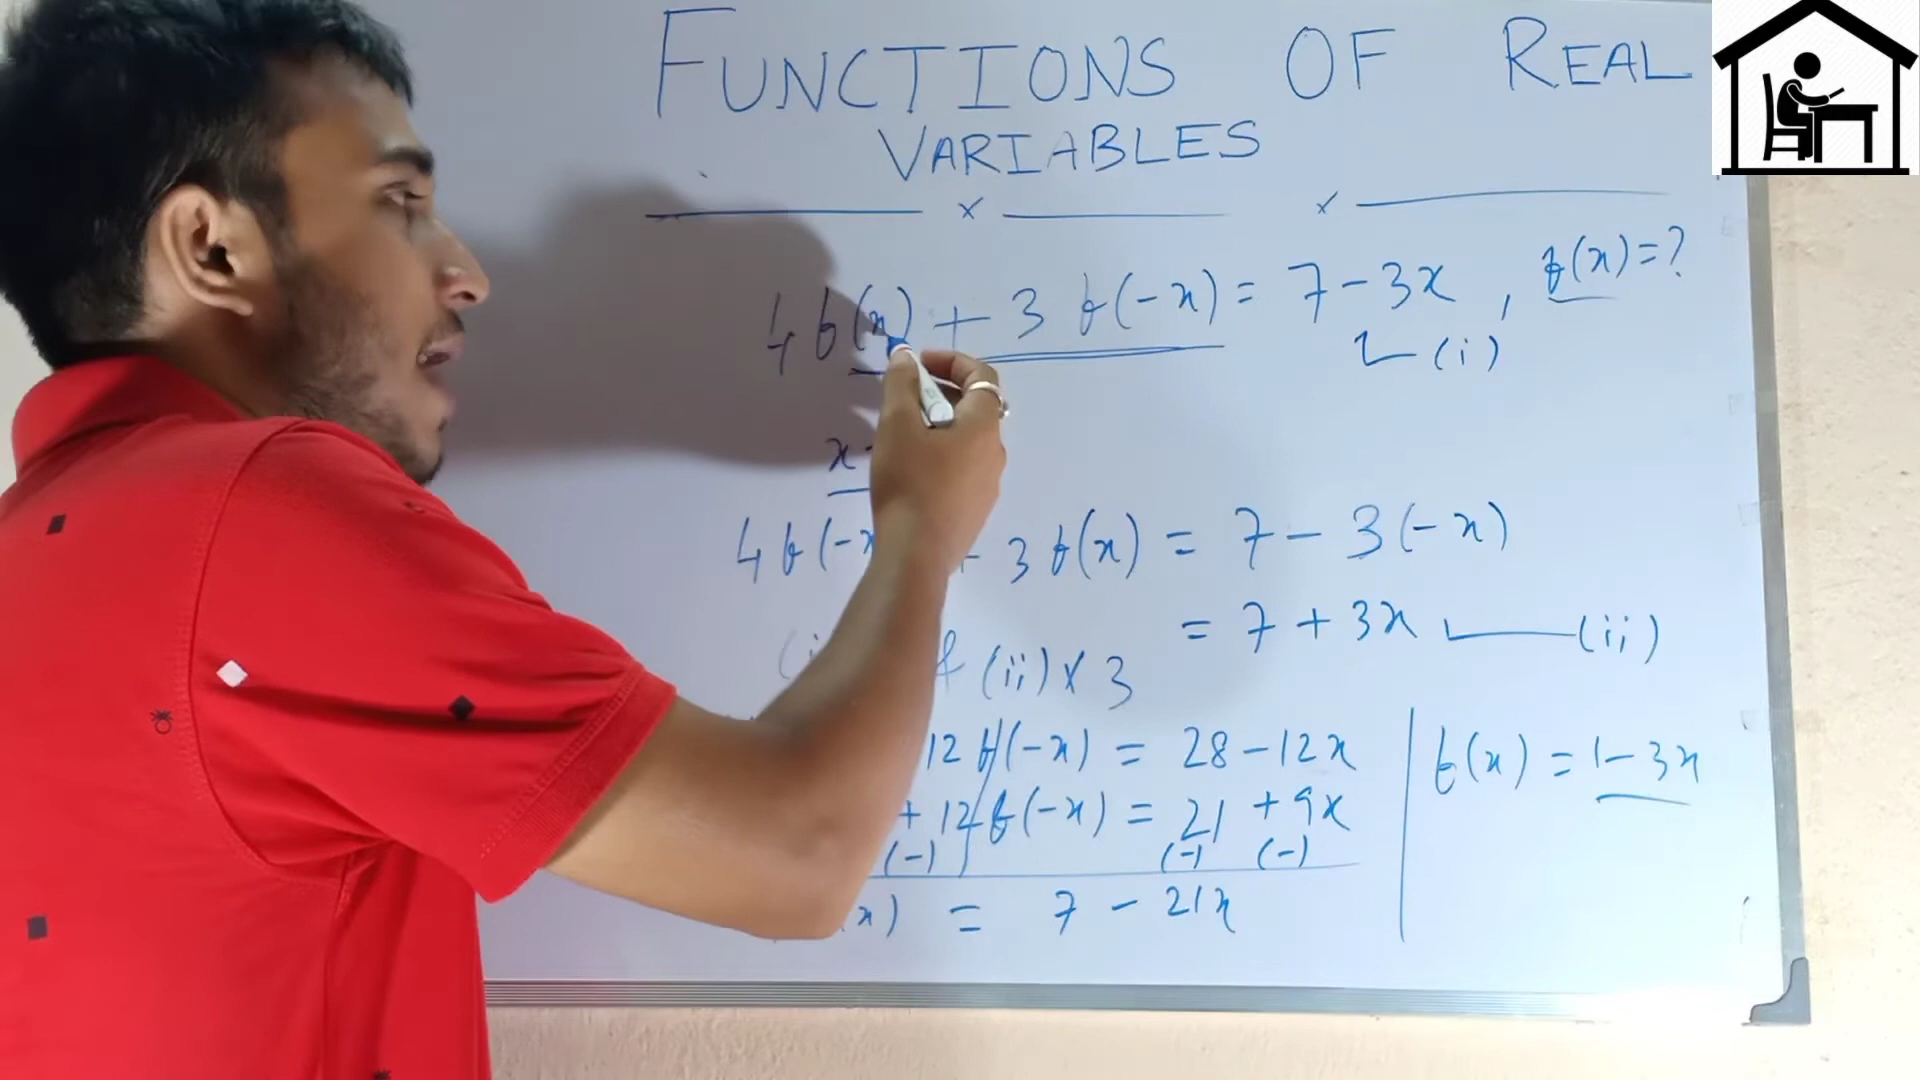 FUNCTIONS OF REAL
VARIABLES
x x
4f(x) + 3f(-x) = 7-3x, f(x)=?
(i)
x
4f(-x + 3f(x) = 7-3(-x)
= 7+3x (ii)
(i & (ii) x 3
12f(-x) = 28-12x
+ 12f(-x) = 21 + 9x
(-) (-) (-)
x) = 7 - 21x
f(x) = 1-3x